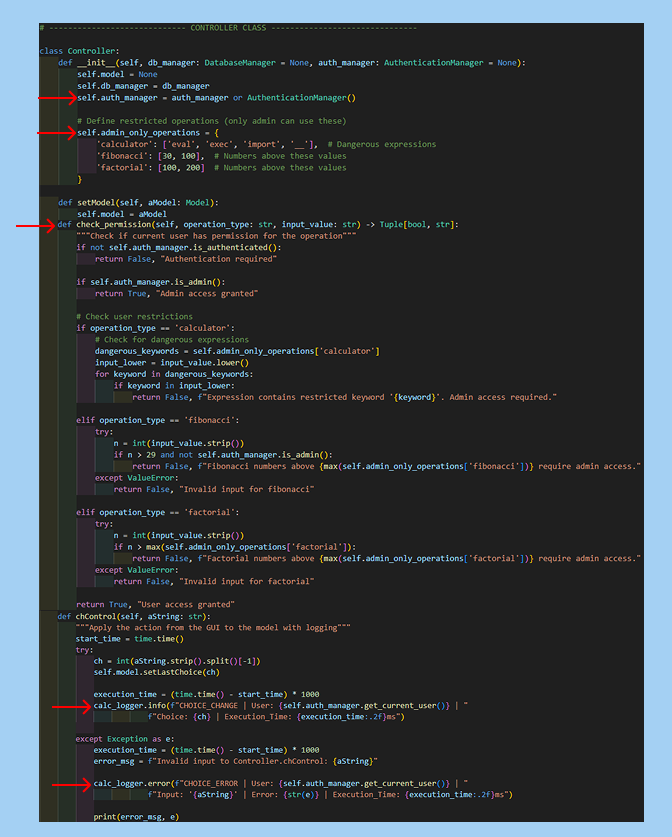 # ----------------------------- CONTROLLER CLASS -------------------------------
class Controller:
    def __init__(self, db_manager: DatabaseManager = None, auth_manager: AuthenticationManager = None):
        self.model = None
        self.db_manager = db_manager
        self.auth_manager = auth_manager or AuthenticationManager()
        # Define restricted operations (only admin can use these)
        self.admin_only_operations = {
            'calculator': ['eval', 'exec', 'import', '__'],  # Dangerous expressions
            'fibonacci': [30, 100],  # Numbers above these values
            'factorial': [100, 200]  # Numbers above these values
        }
    def setModel(self, aModel: Model):
        self.model = aModel
    def check_permission(self, operation_type: str, input_value: str) -> Tuple[bool, str]:
        """Check if current user has permission for the operation"""
        if not self.auth_manager.is_authenticated():
            return False, "Authentication required"
        if self.auth_manager.is_admin():
            return True, "Admin access granted"
        # Check user restrictions
        if operation_type == 'calculator':
            # Check for dangerous expressions
            dangerous_keywords = self.admin_only_operations['calculator']
            input_lower = input_value.lower()
            for keyword in dangerous_keywords:
                if keyword in input_lower:
                    return False, f"Expression contains restricted keyword '{keyword}'. Admin access required."
        elif operation_type == 'fibonacci':
            try:
                n = int(input_value.strip())
                if n > 29 and not self.auth_manager.is_admin():
                    return False, f"Fibonacci numbers above {max(self.admin_only_operations['fibonacci'])} require admin access."
            except ValueError:
                return False, "Invalid input for fibonacci"
        elif operation_type == 'factorial':
            try:
                n = int(input_value.strip())
                if n > max(self.admin_only_operations['factorial']):
                    return False, f"Factorial numbers above {max(self.admin_only_operations['factorial'])} require admin access."
            except ValueError:
                return False, "Invalid input for factorial"
        return True, "User access granted"
    def chControl(self, aString: str):
        """Apply the action from the GUI to the model with logging"""
        start_time = time.time()
        try:
            ch = int(aString.strip().split()[-1])
            self.model.setLastChoice(ch)
            execution_time = (time.time() - start_time) * 1000
            calc_logger.info(f"CHOICE_CHANGE | User: {self.auth_manager.get_current_user()} | "
                        f"Choice: {ch} | Execution_Time: {execution_time:.2f}ms")
        except Exception as e:
            execution_time = (time.time() - start_time) * 1000
            error_msg = f"Invalid input to Controller.chControl: {aString}"
            calc_logger.error(f"CHOICE_ERROR | User: {self.auth_manager.get_current_user()} | "
                        f"Input: '{aString}' | Error: {str(e)} | Execution_Time: {execution_time:.2f}ms")
            print(error_msg, e)